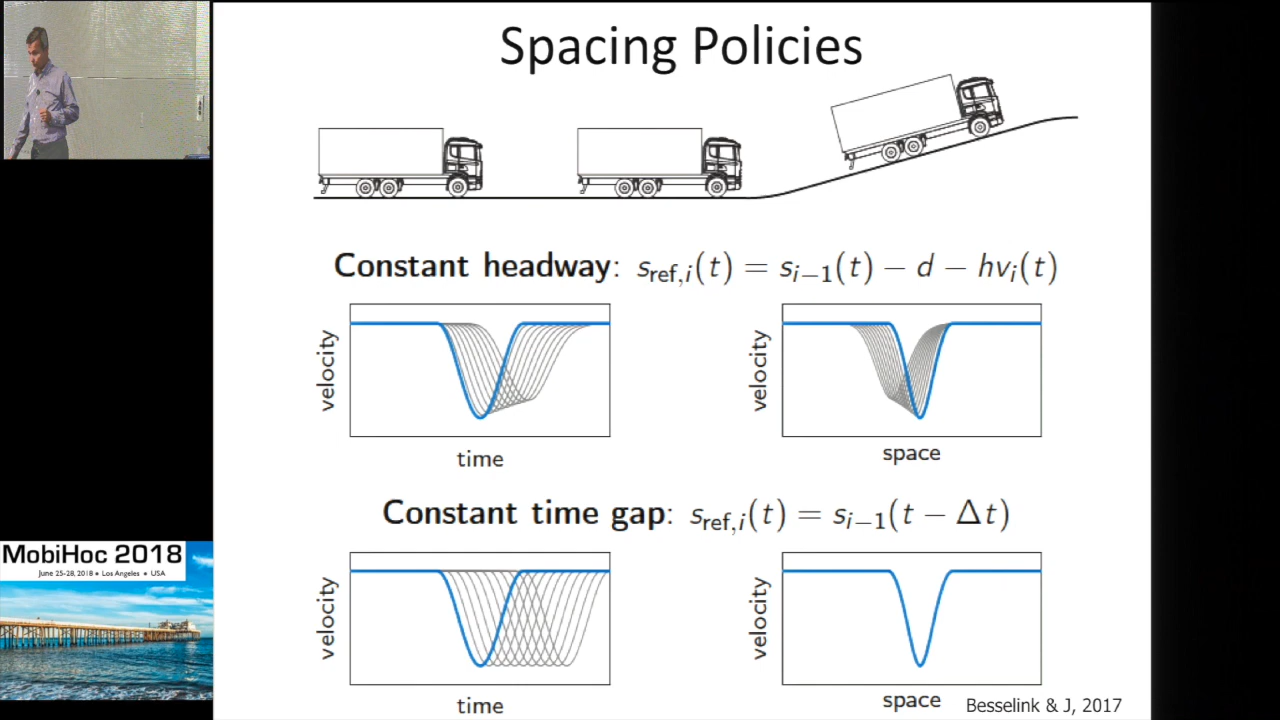 Spacing Policies
Constant headway: s_ref,i(t) = s_i−1(t) − d − hv_i(t)
velocity
time
velocity
space
Constant time gap: s_ref,i(t) = s_i−1(t − Δt)
velocity
time
velocity
space
Besselink & J, 2017
MobiHoc 2018
June 25-28, 2018 • Los Angeles • USA